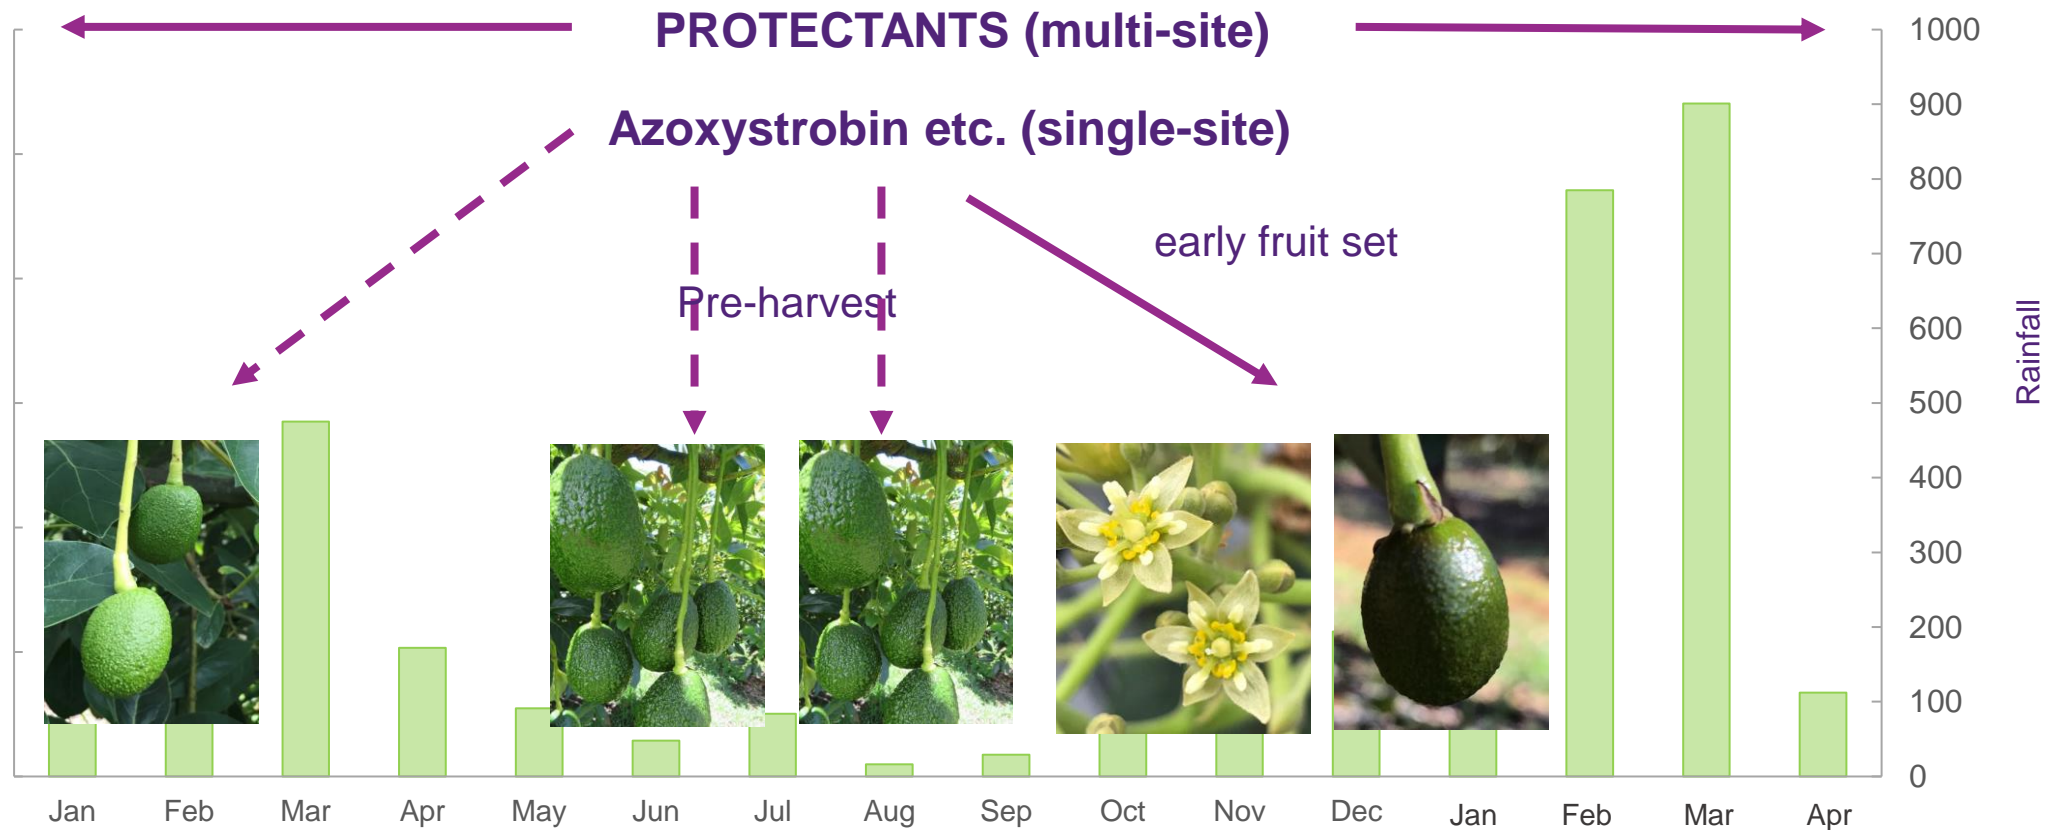 PROTECTANTS (multi-site)
Azoxystrobin etc. (single-site)
early fruit set
Pre-harvest
1000
900
800
700
600
500
400
300
200
100
0
Rainfall
Jan Feb Mar Apr May Jun Jul Aug Sep Oct Nov Dec Jan Feb Mar Apr